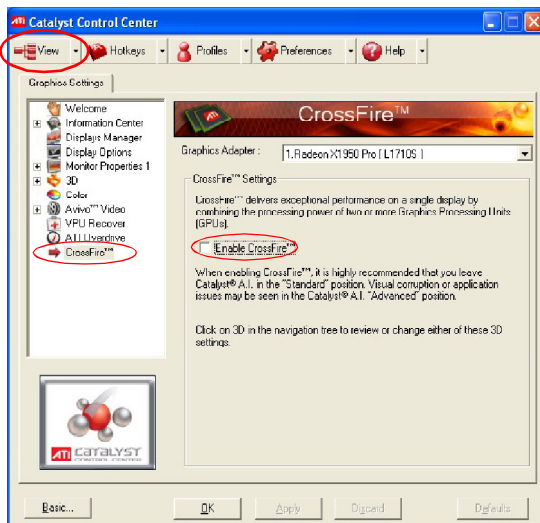 ATI Catalyst Control Center
View Hotkeys Profiles Preferences Help
Graphics Settings
Welcome
Information Center
Displays Manager
Display Options
Monitor Properties 1
3D
Color
Avivo™ Video
VPU Recover
ATI Overdrive
CrossFire™
CrossFire™
Graphics Adapter :
1.Radeon X1950 Pro [ L1710S ]
CrossFire™ Settings
CrossFire™ delivers exceptional performance on a single display by
combining the processing power of two or more Graphics Processing Units
(GPUs).
Enable CrossFire™
When enabling CrossFire™, it is highly recommended that you leave
Catalyst® A.I. in the "Standard" position. Visual corruption or application
issues may be seen in the Catalyst® A.I. "Advanced" position.
Click on 3D in the navigation tree to review or change either of these 3D
settings.
ATI CATALYST
CONTROL CENTER
Basic... OK Apply Discard Defaults